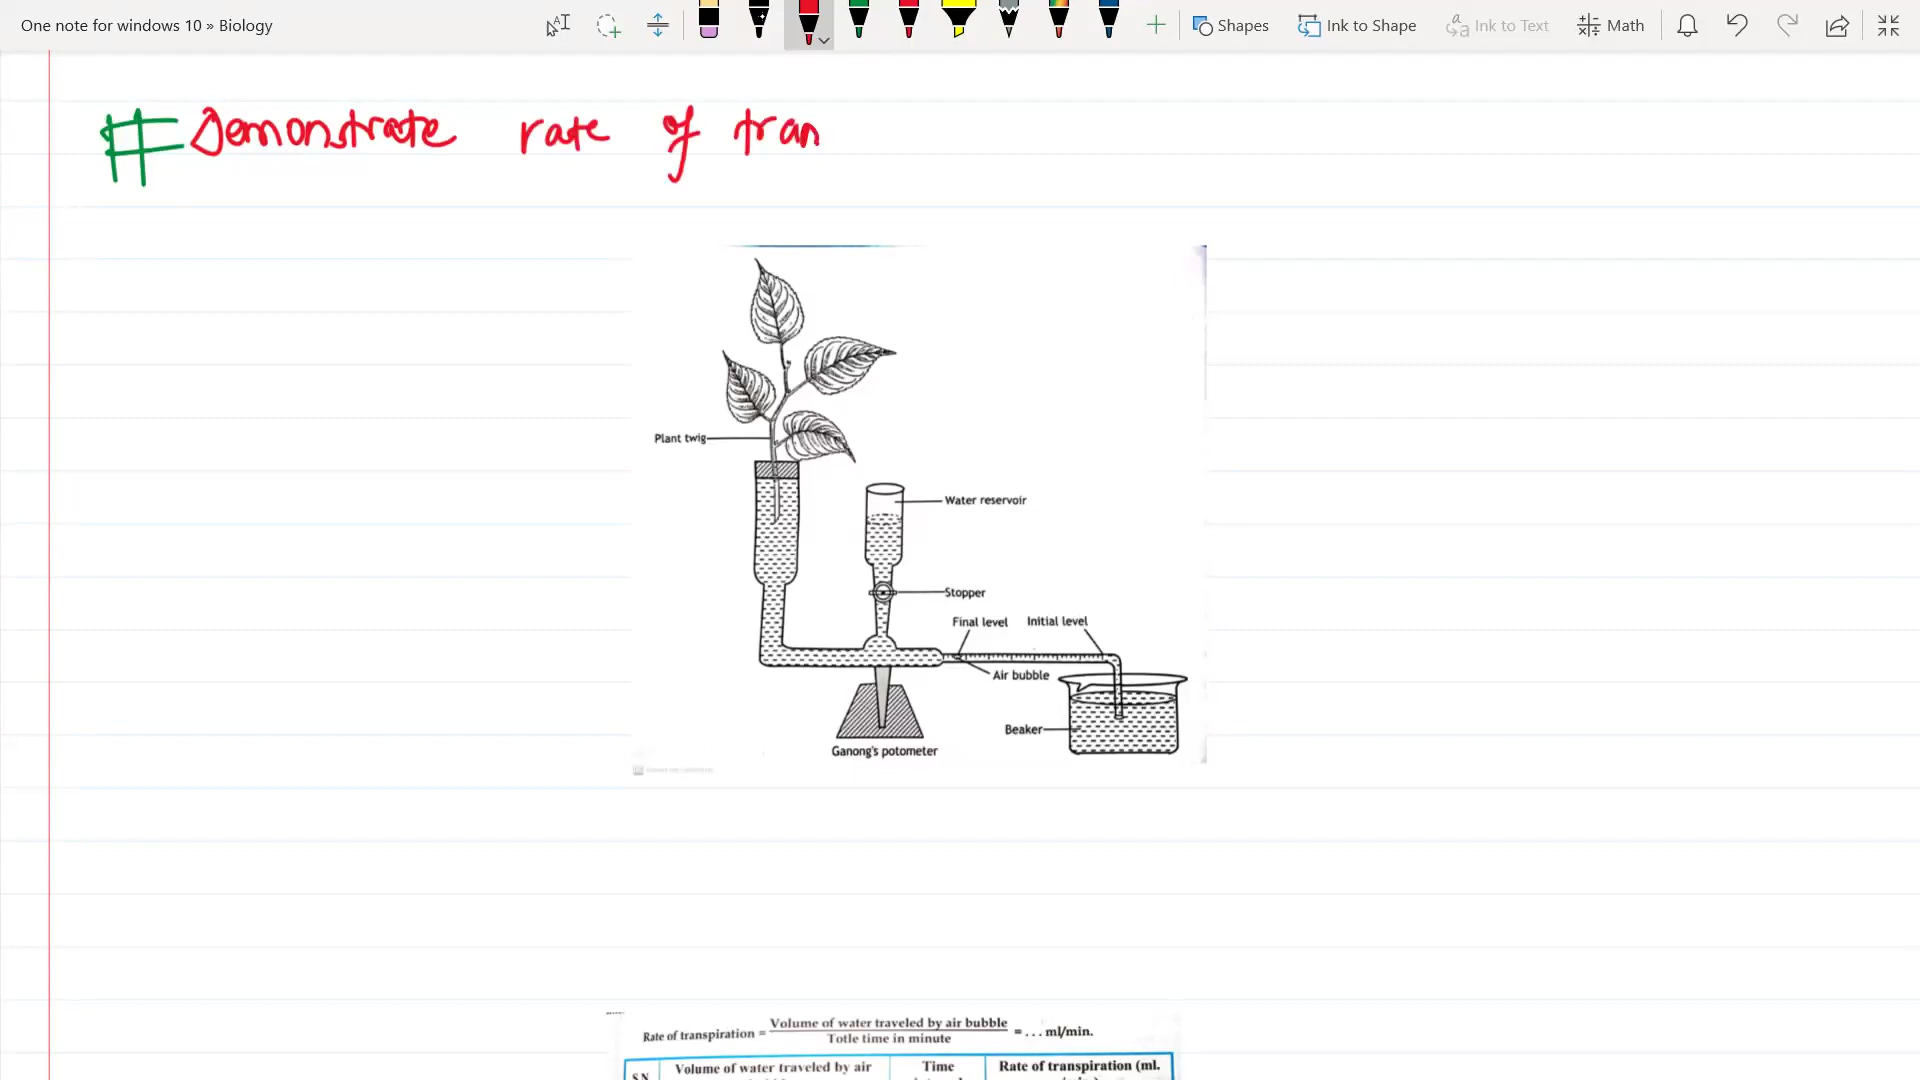 One note for windows 10 » Biology
Shapes
Ink to Shape
Ink to Text
Math
# Demonstrate rate of tran
Plant twig
Water reservoir
Stopper
Final level Initial level
Air bubble
Beaker
Ganong's potometer
Rate of transpiration = Volume of water traveled by air bubble = . . . ml/min.
Totle time in minute
S.N. Volume of water traveled by air Time Rate of transpiration (ml.